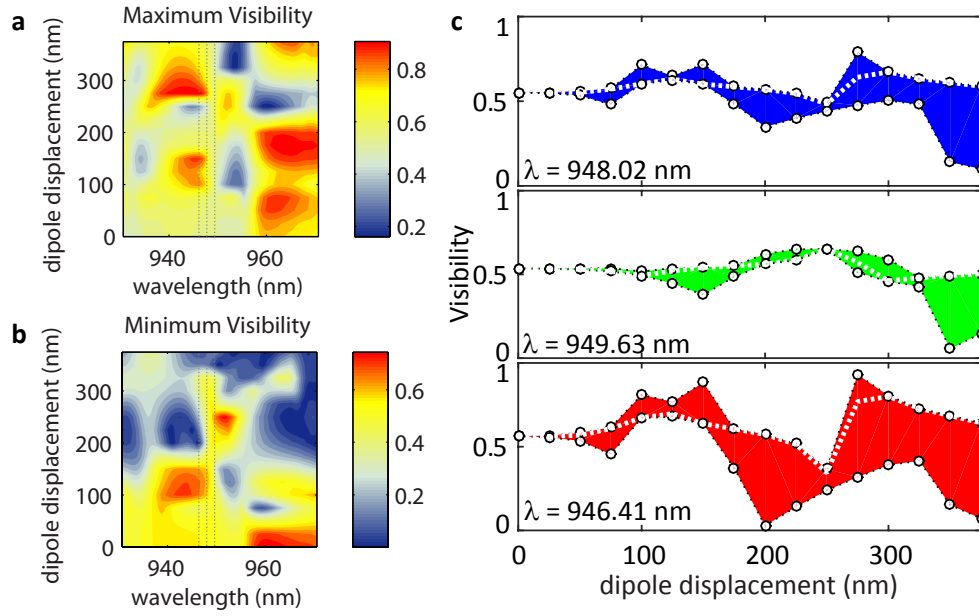 a
Maximum Visibility
300
200
100
0
940
960
dipole displacement (nm)
wavelength (nm)
0.8
0.6
0.4
0.2
b
Minimum Visibility
300
200
100
0
940
960
dipole displacement (nm)
wavelength (nm)
0.6
0.4
0.2
c
1
0.5
0
λ = 948.02 nm
1
0.5
0
λ = 949.63 nm
1
0.5
0
λ = 946.41 nm
Visibility
0
100
200
300
dipole displacement (nm)